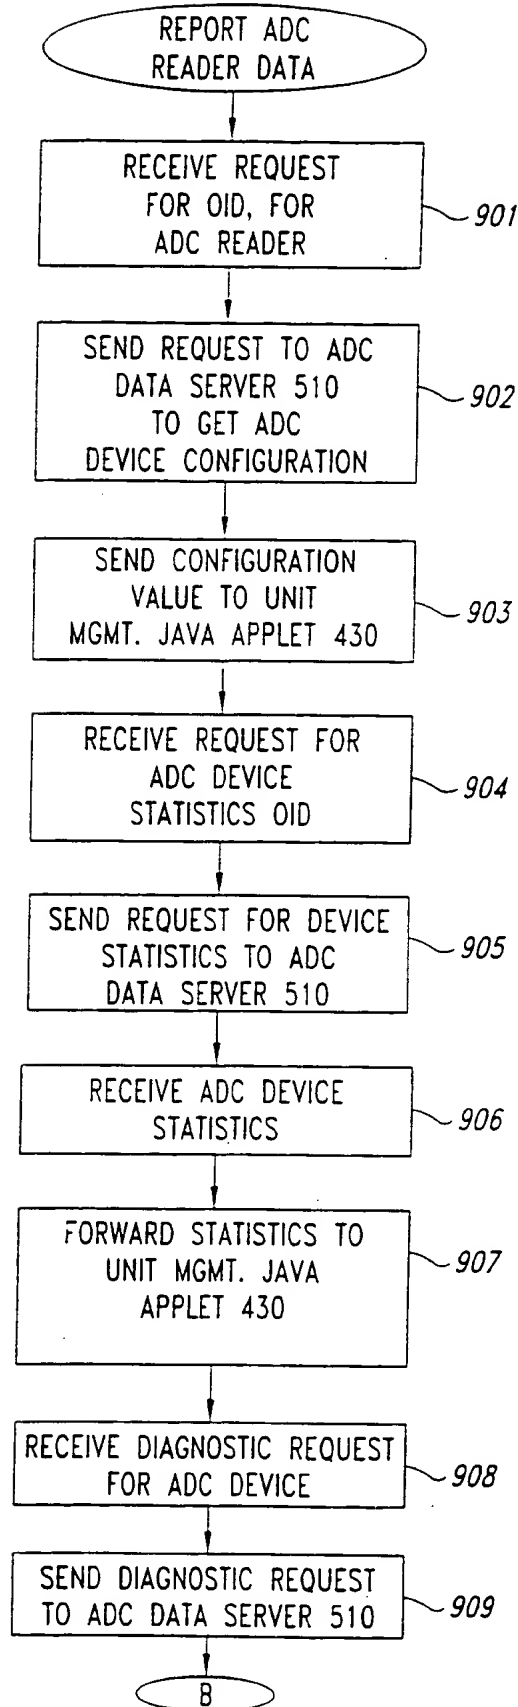 REPORT ADC
READER DATA
RECEIVE REQUEST
FOR OID, FOR
ADC READER
901
SEND REQUEST TO ADC
DATA SERVER 510
TO GET ADC
DEVICE CONFIGURATION
902
SEND CONFIGURATION
VALUE TO UNIT
MGMT. JAVA APPLET 430
903
RECEIVE REQUEST FOR
ADC DEVICE
STATISTICS OID
904
SEND REQUEST FOR DEVICE
STATISTICS TO ADC
DATA SERVER 510
905
RECEIVE ADC DEVICE
STATISTICS
906
FORWARD STATISTICS TO
UNIT MGMT. JAVA
APPLET 430
907
RECEIVE DIAGNOSTIC REQUEST
FOR ADC DEVICE
908
SEND DIAGNOSTIC REQUEST
TO ADC DATA SERVER 510
909
B